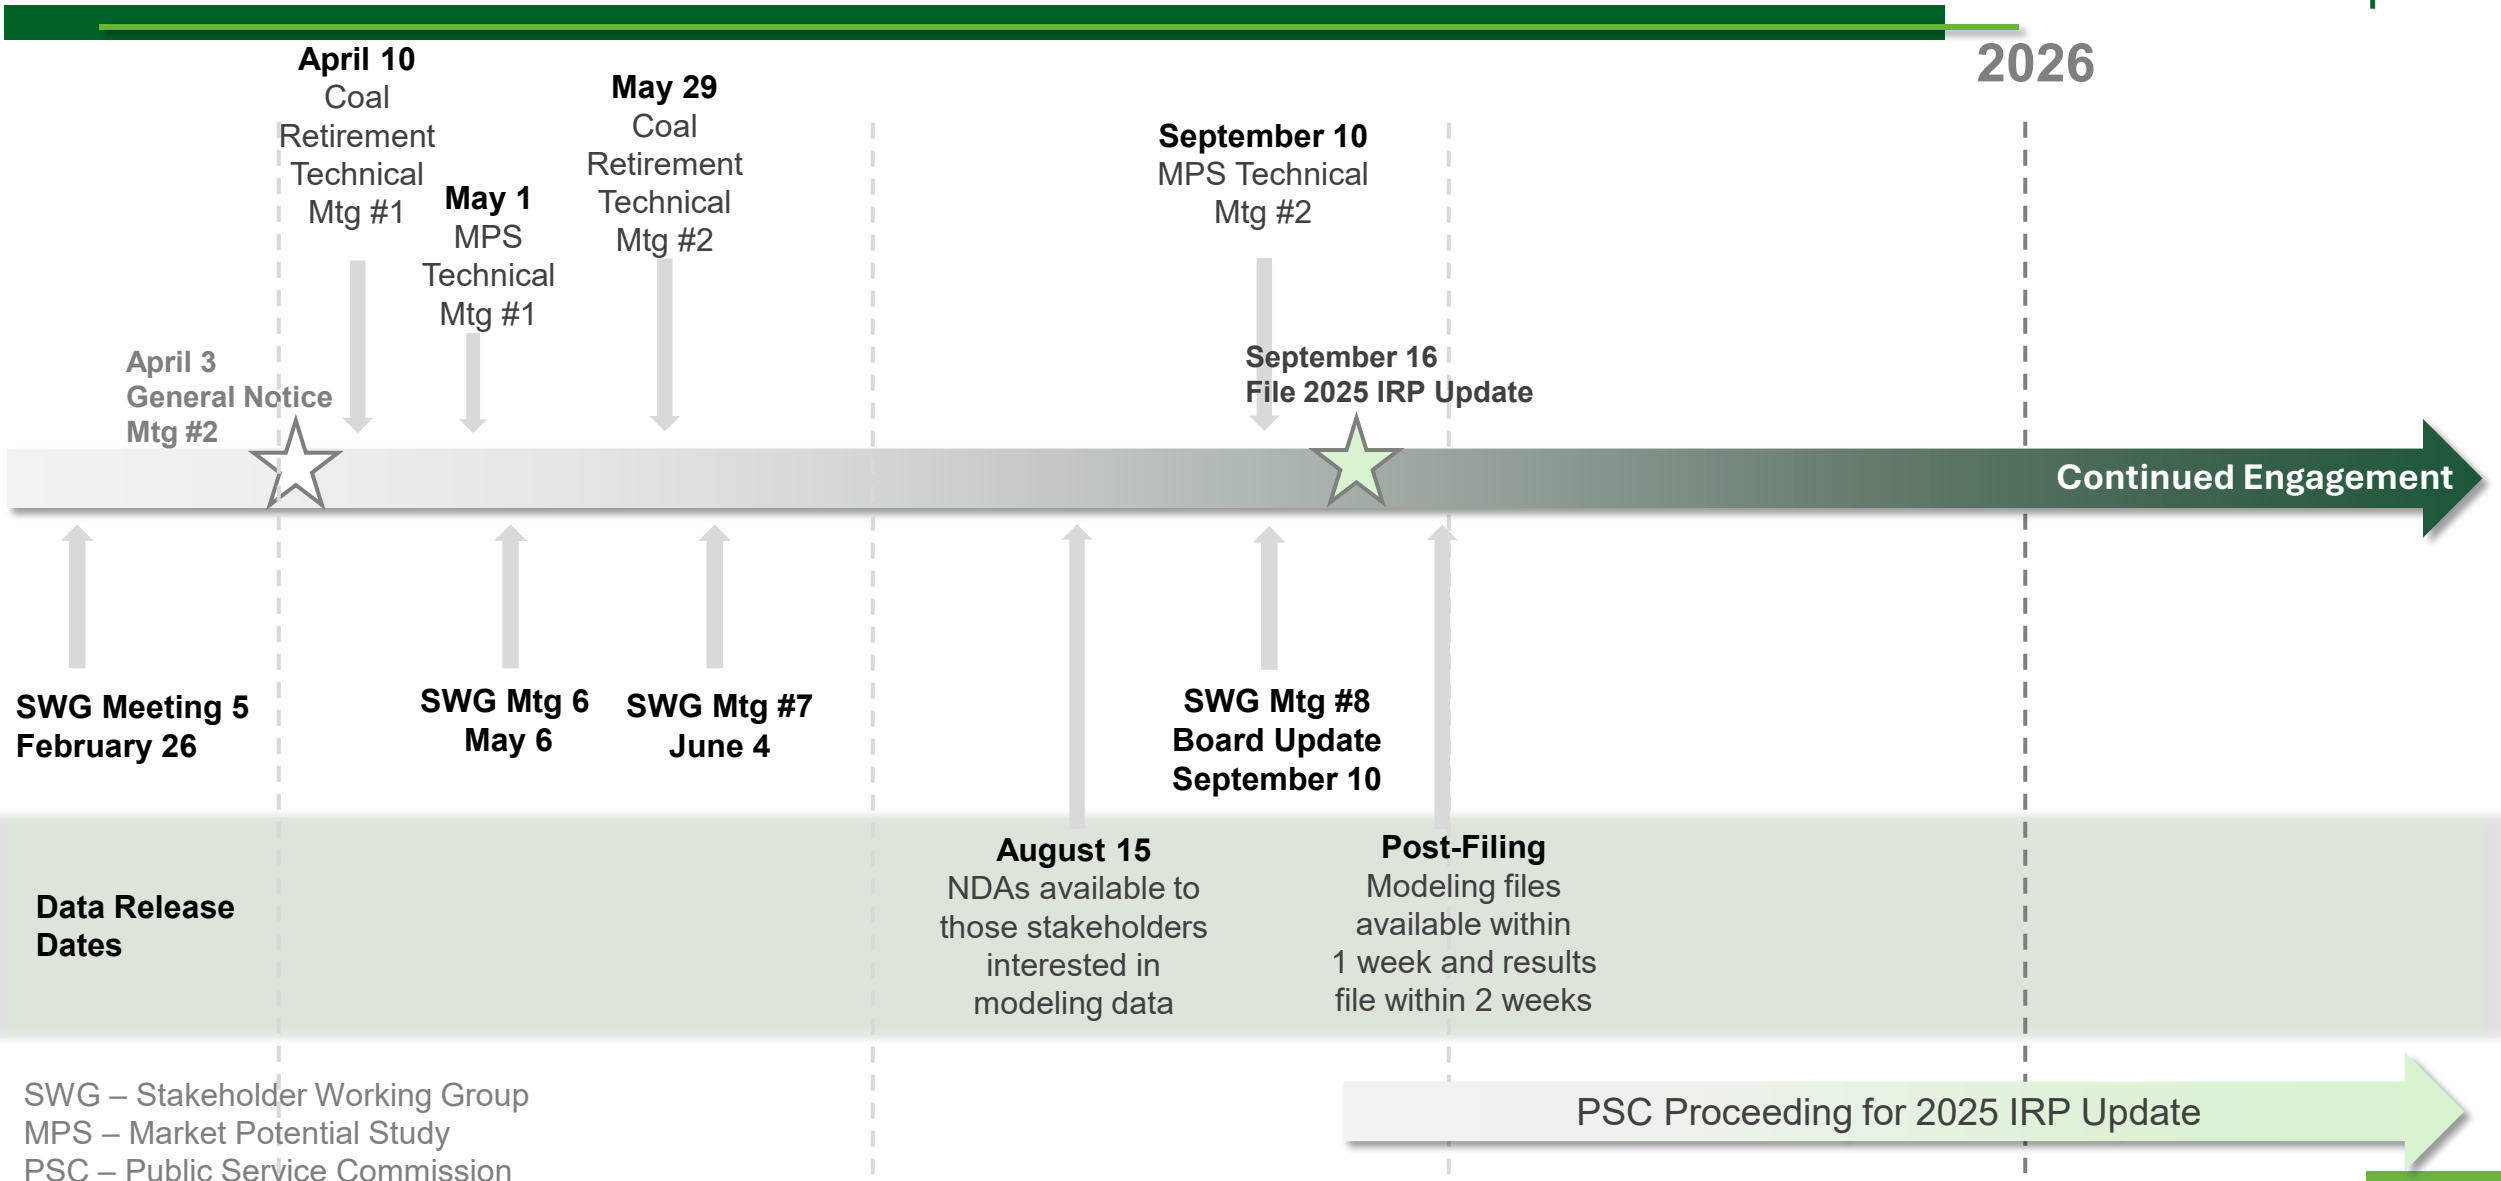 2026
April 10
Coal
Retirement
Technical
Mtg #1
May 1
MPS
Technical
Mtg #1
May 29
Coal
Retirement
Technical
Mtg #2
September 10
MPS Technical
Mtg #2
April 3
General Notice
Mtg #2
September 16
File 2025 IRP Update
Continued Engagement
SWG Meeting 5
February 26
SWG Mtg 6
May 6
SWG Mtg #7
June 4
SWG Mtg #8
Board Update
September 10
Data Release
Dates
August 15
NDAs available to
those stakeholders
interested in
modeling data
Post-Filing
Modeling files
available within
1 week and results
file within 2 weeks
PSC Proceeding for 2025 IRP Update
SWG – Stakeholder Working Group
MPS – Market Potential Study
PSC – Public Service Commission